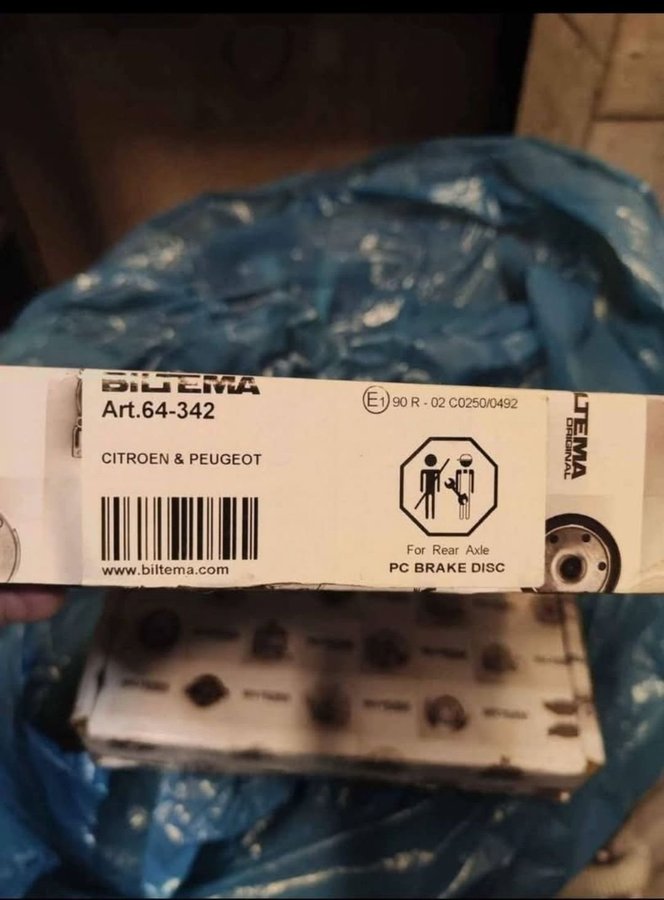 BILTEMA
Art.64-342
E1 90 R - 02 C0250/0492
CITROEN & PEUGEOT
www.biltema.com
For Rear Axle
PC BRAKE DISC
LTEMA
ORIGINAL